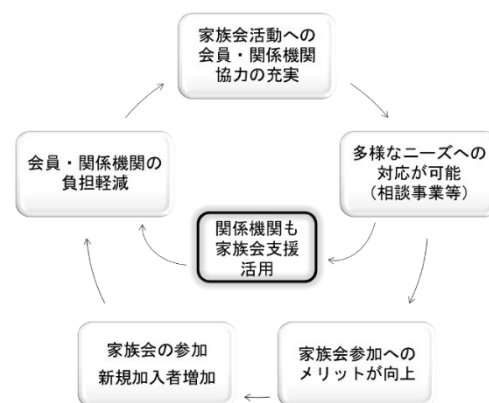 家族会活動への
会員・関係機関
協力の充実
会員・関係機関の
負担軽減
多様なニーズへの
対応が可能
（相談事業等）
関係機関も
家族会支援
活用
家族会の参加
新規加入者増加
家族会参加への
メリットが向上